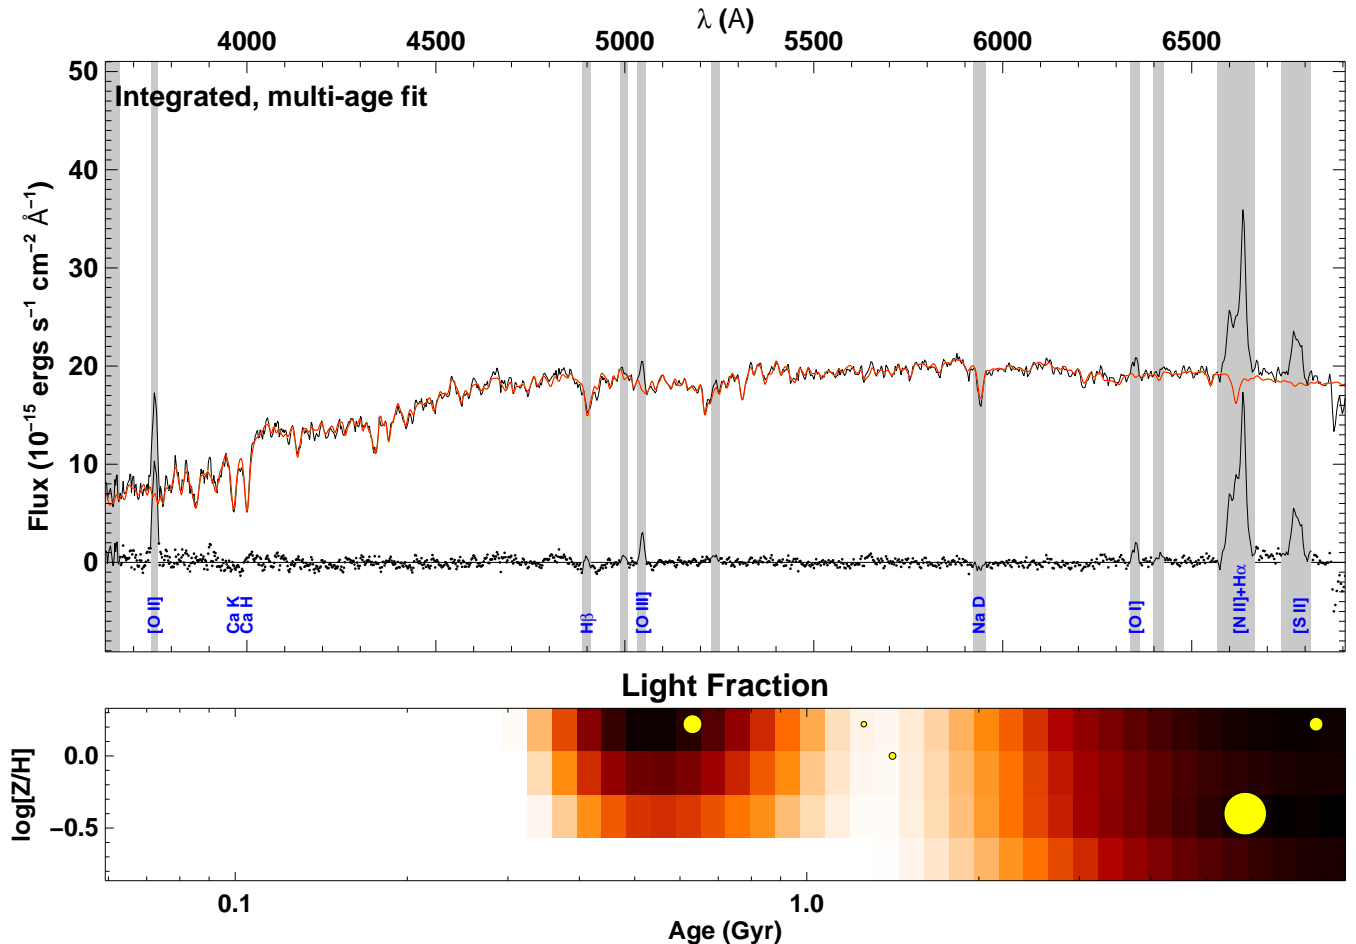 λ (Å)
4000 4500 5000 5500 6000 6500
Integrated, multi-age fit
50
40
30
20
10
0
Flux (10⁻¹⁵ ergs s⁻¹ cm⁻² Å⁻¹)
[O II]
Ca K
Ca H
Hβ
[O III]
Na D
[O I]
[N II]+Hα
[S II]
Light Fraction
0.0
−0.5
log[Z/H]
0.1 1.0
Age (Gyr)